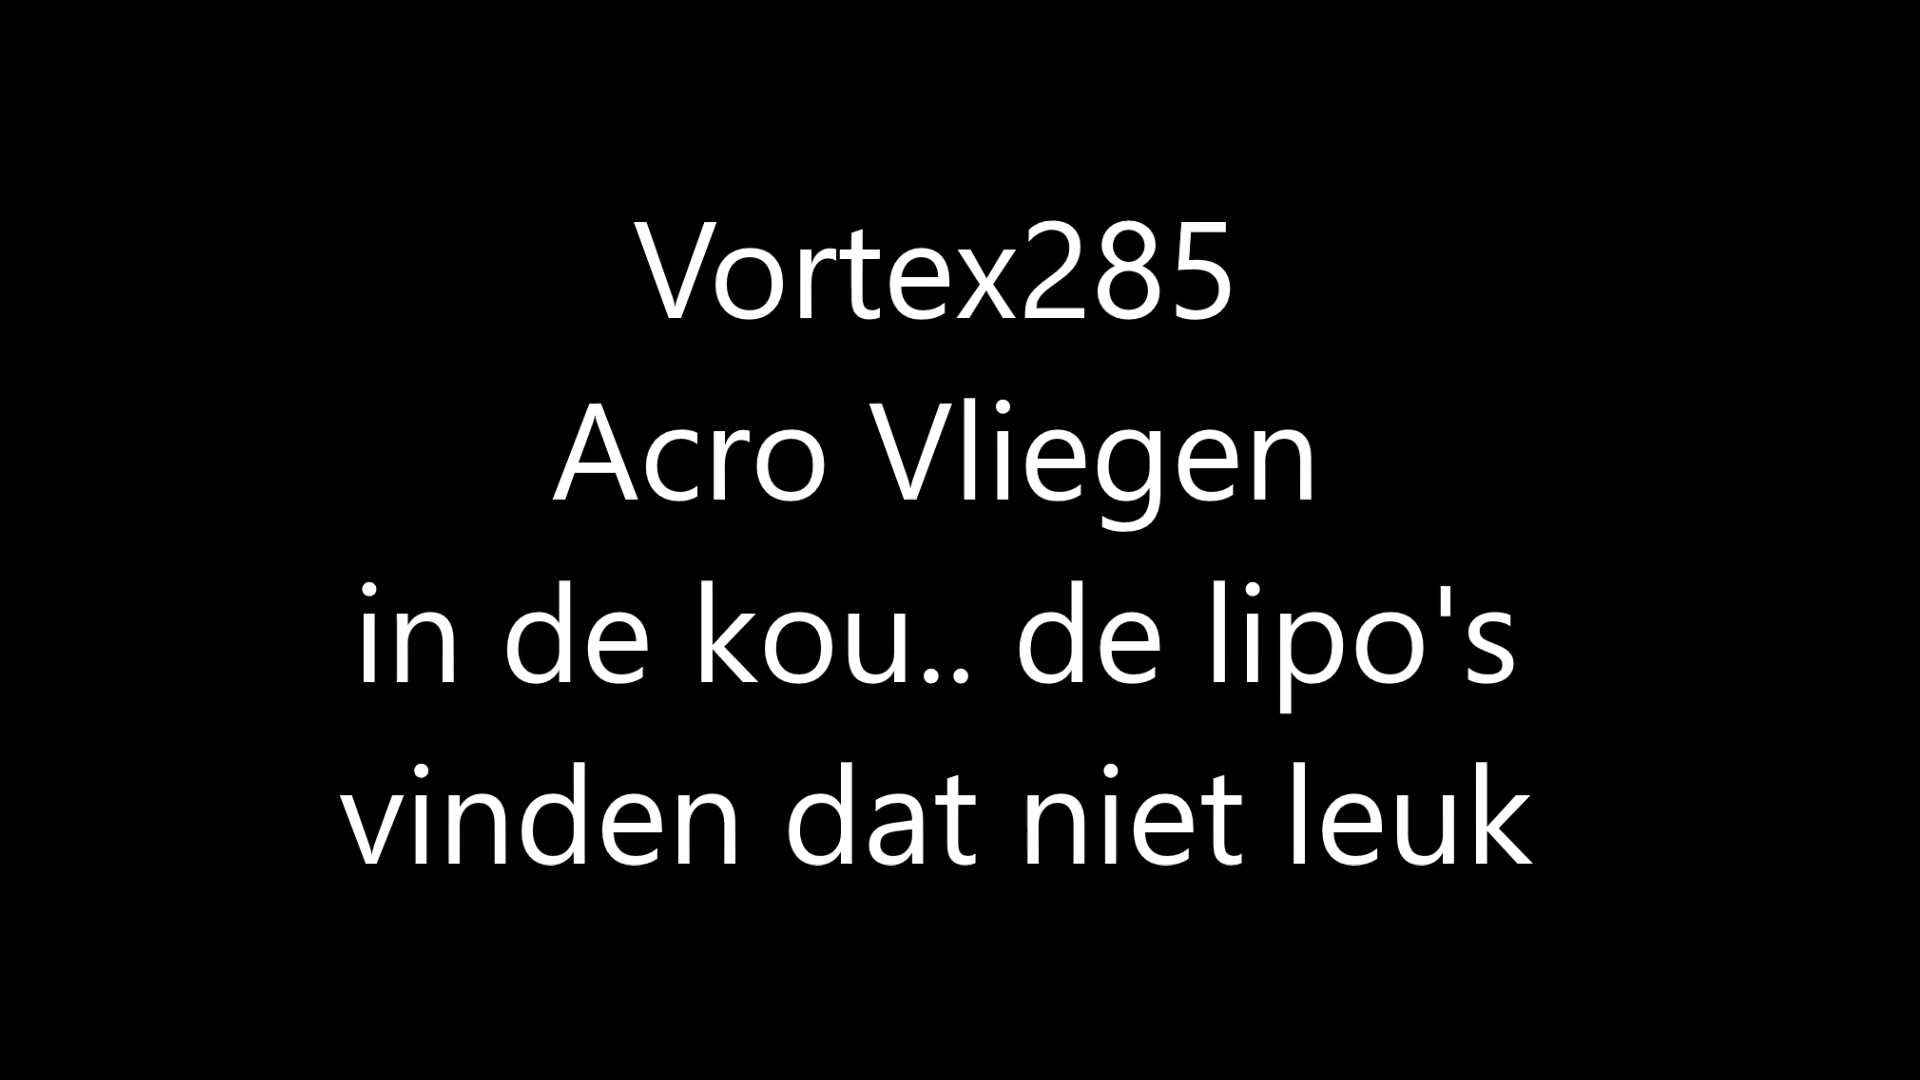 Vortex285
Acro Vliegen
in de kou.. de lipo's
vinden dat niet leuk